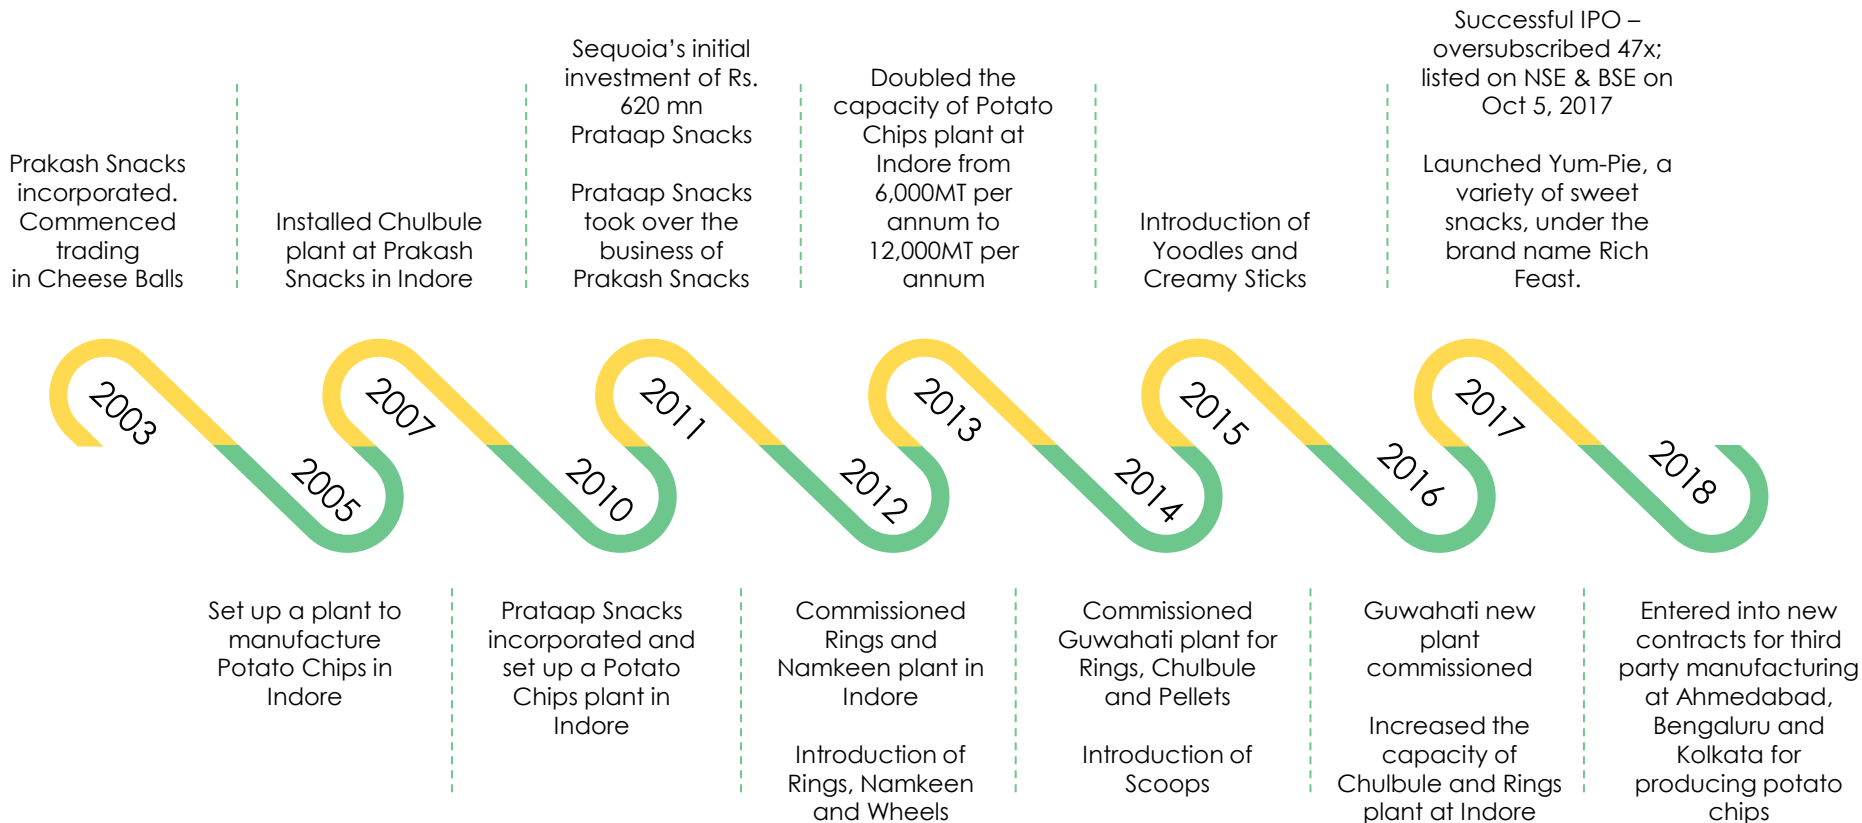 Prakash Snacks
incorporated.
Commenced
trading
in Cheese Balls
Installed Chulbule
plant at Prakash
Snacks in Indore
Sequoia's initial
investment of Rs.
620 mn
Prataap Snacks
Prataap Snacks
took over the
business of
Prakash Snacks
Doubled the
capacity of Potato
Chips plant at
Indore from
6,000MT per
annum to
12,000MT per
annum
Introduction of
Yoodles and
Creamy Sticks
Successful IPO –
oversubscribed 47x;
listed on NSE & BSE on
Oct 5, 2017
Launched Yum-Pie, a
variety of sweet
snacks, under the
brand name Rich
Feast.
2003
2005
2007
2010
2011
2012
2013
2014
2015
2016
2017
2018
Set up a plant to
manufacture
Potato Chips in
Indore
Prataap Snacks
incorporated and
set up a Potato
Chips plant in
Indore
Commissioned
Rings and
Namkeen plant in
Indore
Introduction of
Rings, Namkeen
and Wheels
Commissioned
Guwahati plant for
Rings, Chulbule
and Pellets
Introduction of
Scoops
Guwahati new
plant
commissioned
Increased the
capacity of
Chulbule and Rings
plant at Indore
Entered into new
contracts for third
party manufacturing
at Ahmedabad,
Bengaluru and
Kolkata for
producing potato
chips